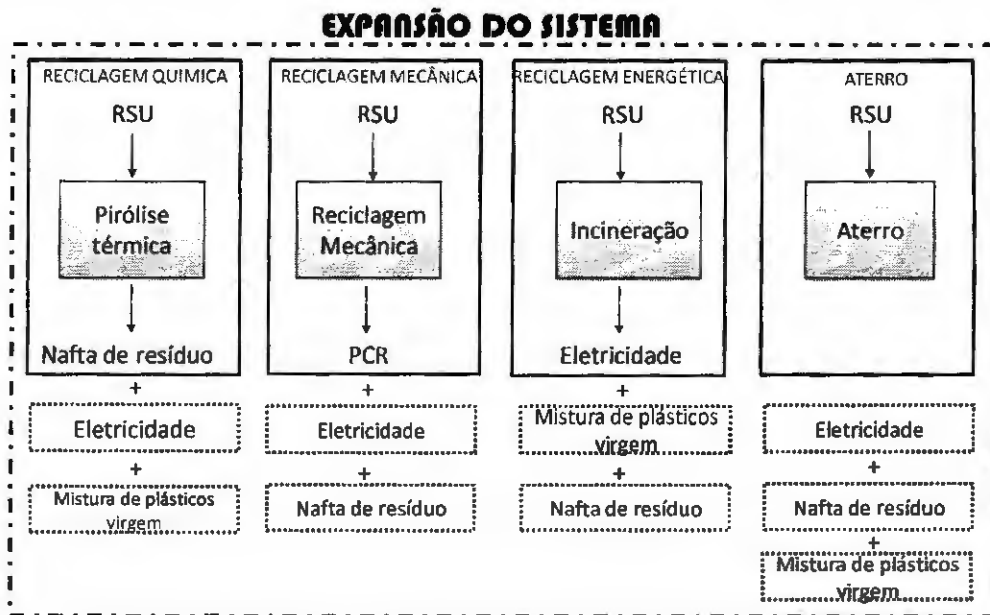 EXPANSÃO DO SISTEMA
RECICLAGEM QUIMICA
RSU
Pirólise
térmica
Nafta de resíduo
+
Eletricidade
+
Mistura de plásticos
virgem
RECICLAGEM MECÂNICA
RSU
Reciclagem
Mecânica
PCR
+
Eletricidade
+
Nafta de resíduo
RECICLAGEM ENERGÉTICA
RSU
Incineração
Eletricidade
+
Mistura de plásticos
virgem
+
Nafta de resíduo
ATERRO
RSU
Aterro
Eletricidade
+
Nafta de resíduo
+
Mistura de plásticos
virgem